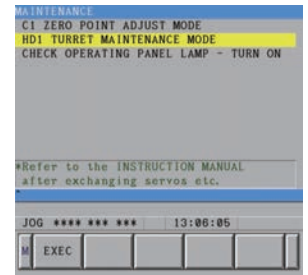 MAINTENANCE
C1 ZERO POINT ADJUST MODE
HD1 TURRET MAINTENANCE MODE
CHECK OPERATING PANEL LAMP - TURN ON
*Refer to the INSTRUCTION MANUAL
after exchanging servos etc.
JOG **** *** *** 13:06:05
M EXEC